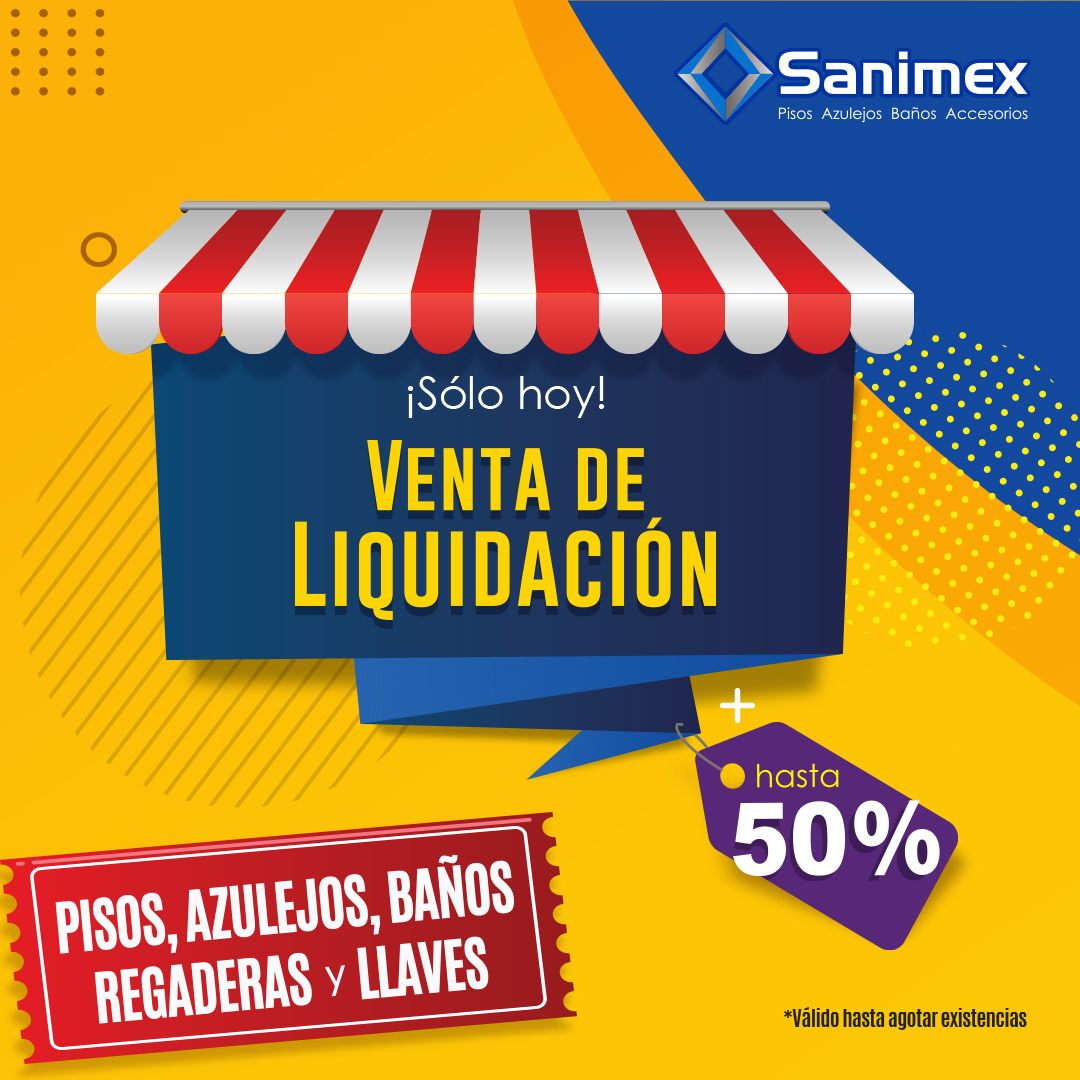 Sanimex
Pisos Azulejos Baños Accesorios
¡Sólo hoy!
VENTA DE
LIQUIDACIÓN
+
hasta
50%
PISOS, AZULEJOS, BAÑOS
REGADERAS y LLAVES
*Válido hasta agotar existencias